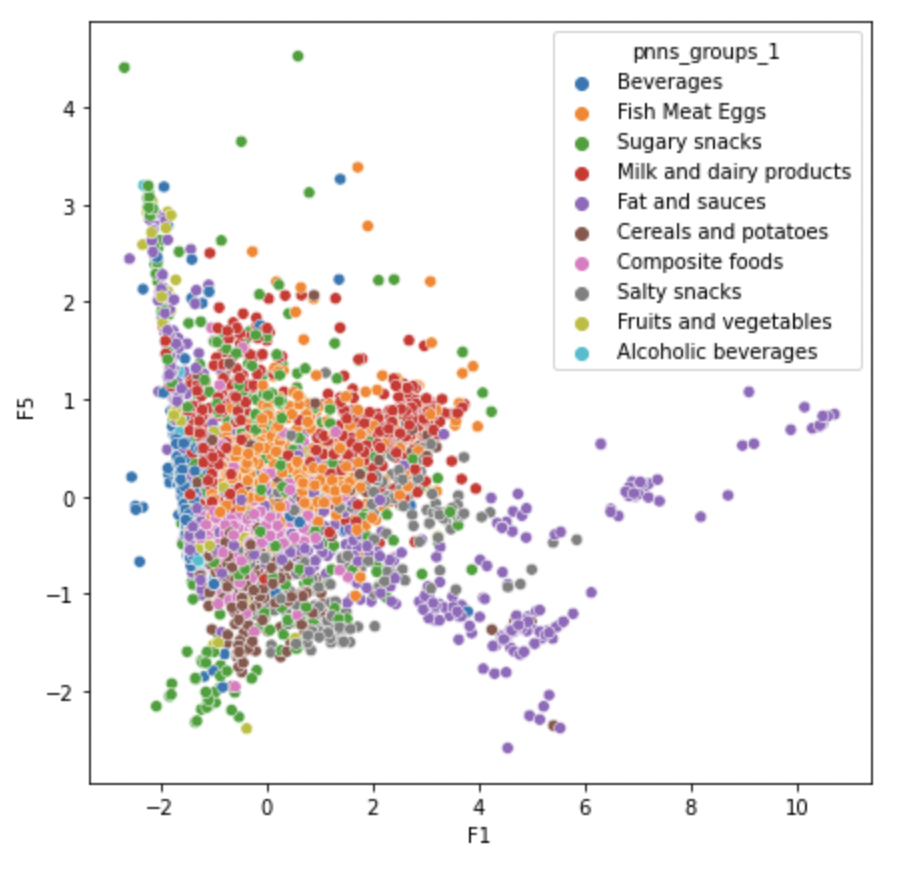 pnns_groups_1
Beverages
Fish Meat Eggs
Sugary snacks
Milk and dairy products
Fat and sauces
Cereals and potatoes
Composite foods
Salty snacks
Fruits and vegetables
Alcoholic beverages
4
3
2
1
0
−1
−2
F5
−2 0 2 4 6 8 10
F1